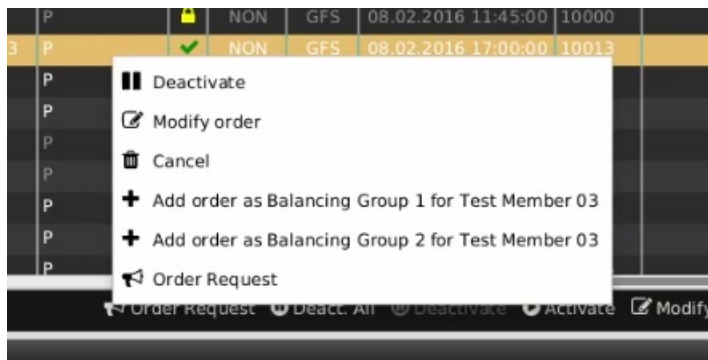 P NON GFS 08.02.2016 11:45:00 10000
3 P NON GFS 08.02.2016 17:00:00 10013
P Deactivate
P Modify order
P
P Cancel
P Add order as Balancing Group 1 for Test Member 03
P Add order as Balancing Group 2 for Test Member 03
P Order Request
Order Request Deact. All Deactivate Activate Modify